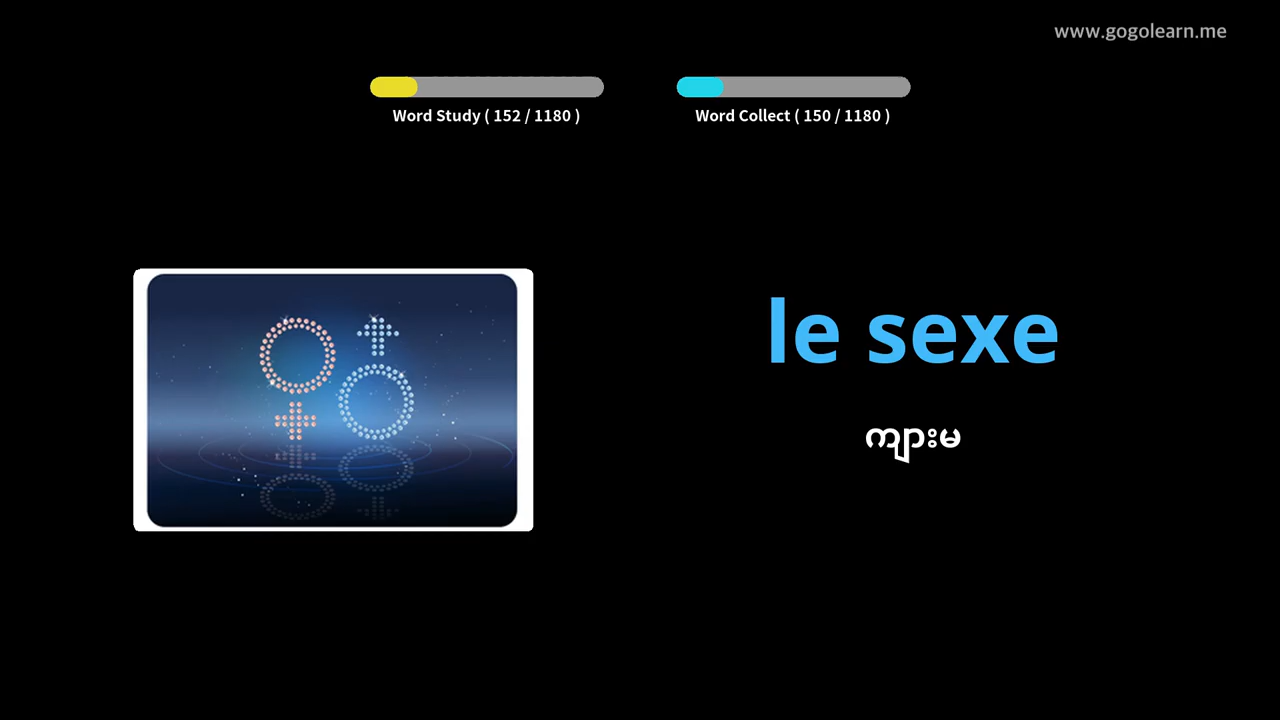 www.gogolearn.me
Word Study ( 152 / 1180 )
Word Collect ( 150 / 1180 )
le sexe
ကျားမ